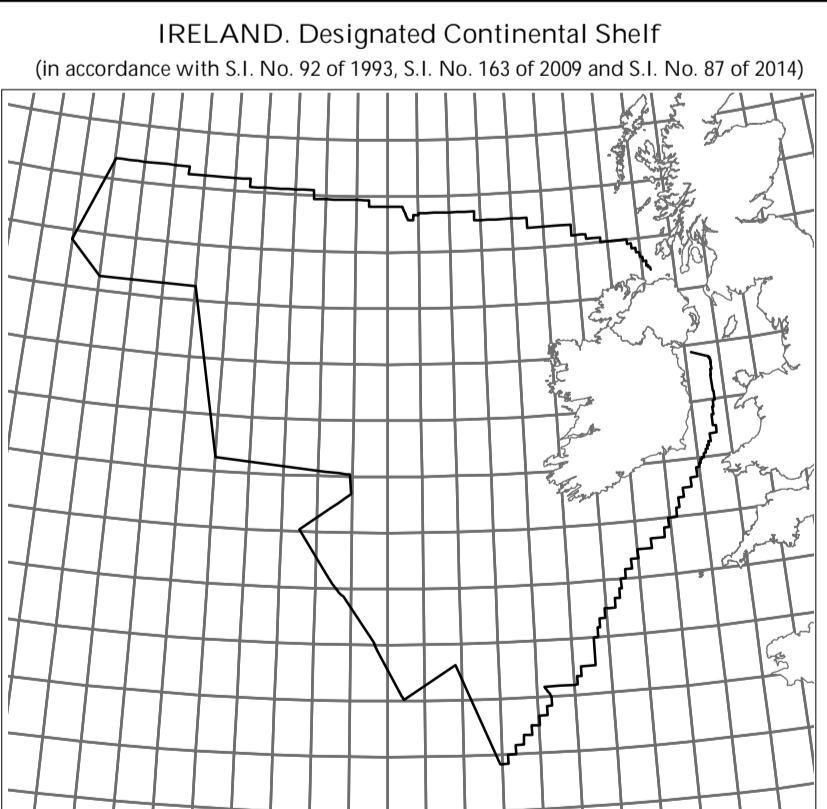 IRELAND. Designated Continental Shelf
(in accordance with S.I. No. 92 of 1993, S.I. No. 163 of 2009 and S.I. No. 87 of 2014)